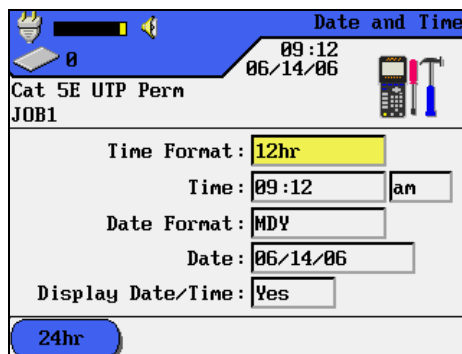 Date and Time
0
09:12
06/14/06
Cat 5E UTP Perm
JOB1
Time Format: 12hr
Time: 09:12 am
Date Format: MDY
Date: 06/14/06
Display Date/Time: Yes
24hr